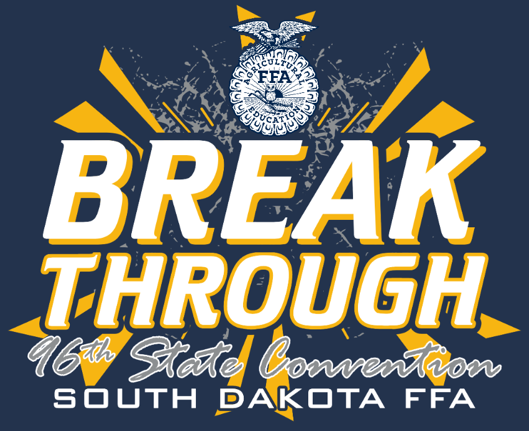 AGRICULTURAL
FFA
EDUCATION
BREAK
THROUGH
96th State Convention
SOUTH DAKOTA FFA